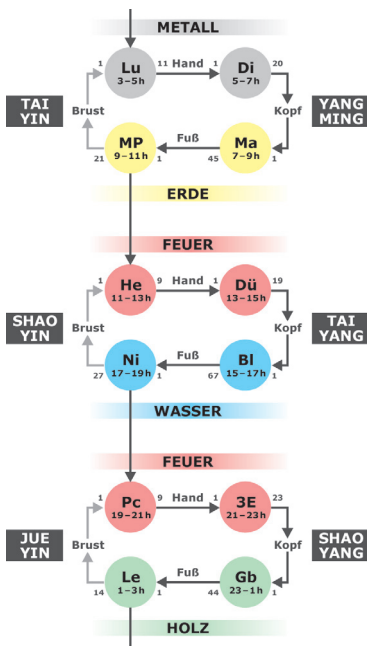 METALL
1 Lu 11 Hand 1 Di 20
3–5h 5–7h
TAI YIN
Brust
Kopf
YANG MING
MP Fuß Ma
9–11h 7–9h
21 1 45 1
ERDE
FEUER
1 He 9 Hand 1 Dü 19
11–13h 13–15h
SHAO YIN
Brust
Kopf
TAI YANG
Ni Fuß Bl
17–19h 15–17h
27 1 67 1
WASSER
FEUER
1 Pc 9 Hand 1 3E 23
19–21h 21–23h
JUE YIN
Brust
Kopf
SHAO YANG
Le Fuß Gb
1–3h 23–1h
14 1 44 1
HOLZ